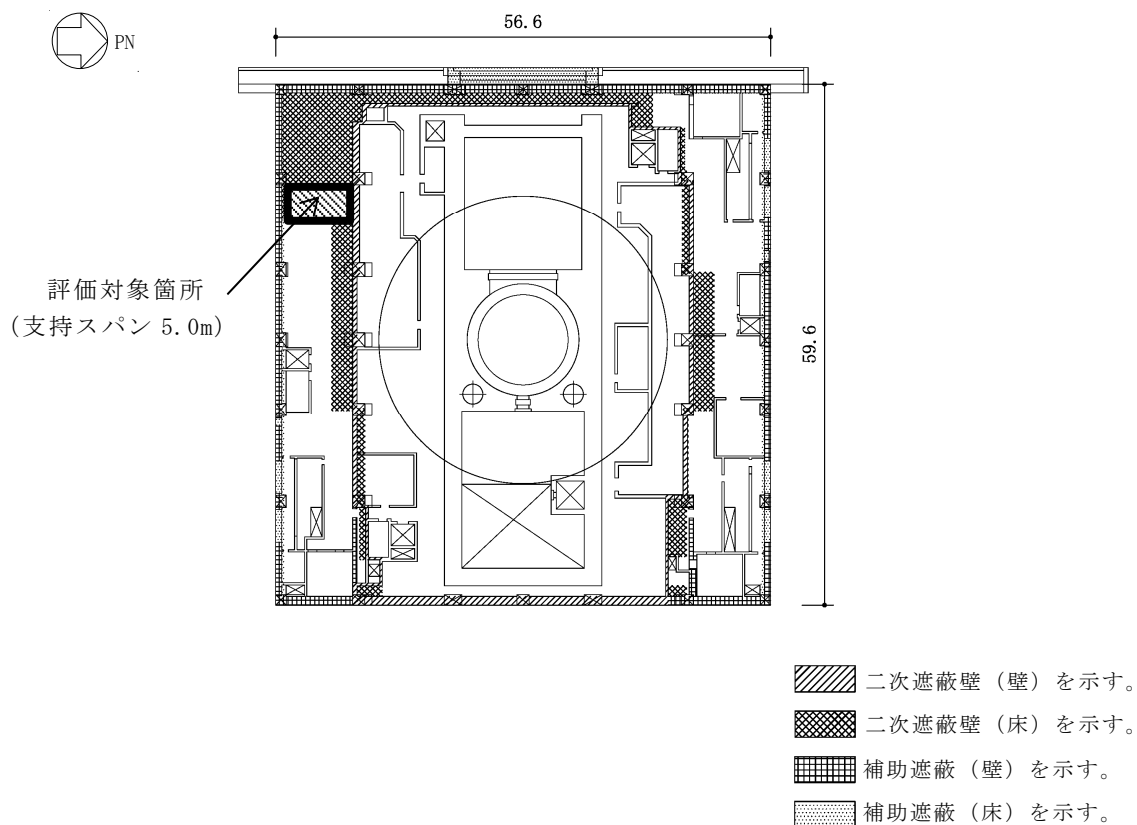 56.6
PN
評価対象箇所
(支持スパン 5.0m)
59.6
二次遮蔽壁（壁）を示す。
二次遮蔽壁（床）を示す。
補助遮蔽（壁）を示す。
補助遮蔽（床）を示す。